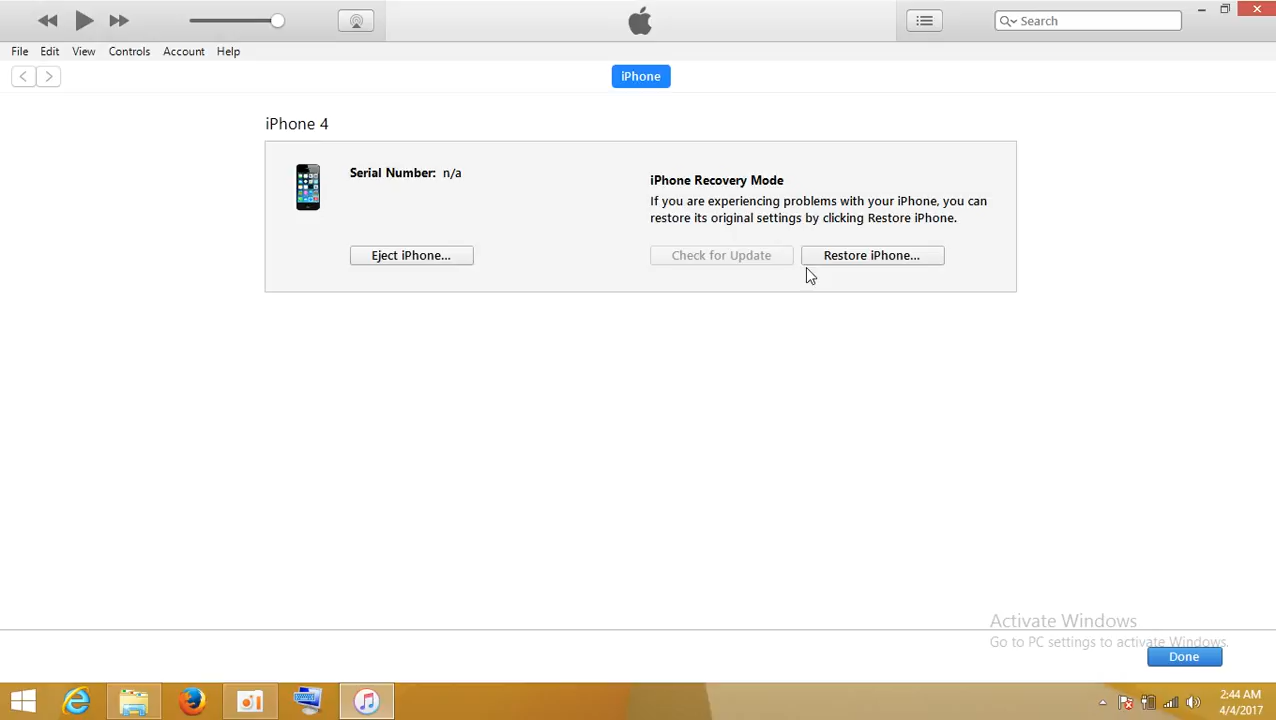 Search
File Edit View Controls Account Help
iPhone
iPhone 4
Serial Number: n/a
iPhone Recovery Mode
If you are experiencing problems with your iPhone, you can
restore its original settings by clicking Restore iPhone.
Eject iPhone... Check for Update Restore iPhone...
Activate Windows
Go to PC settings to activate Windows.
Done
2:44 AM
4/4/2017